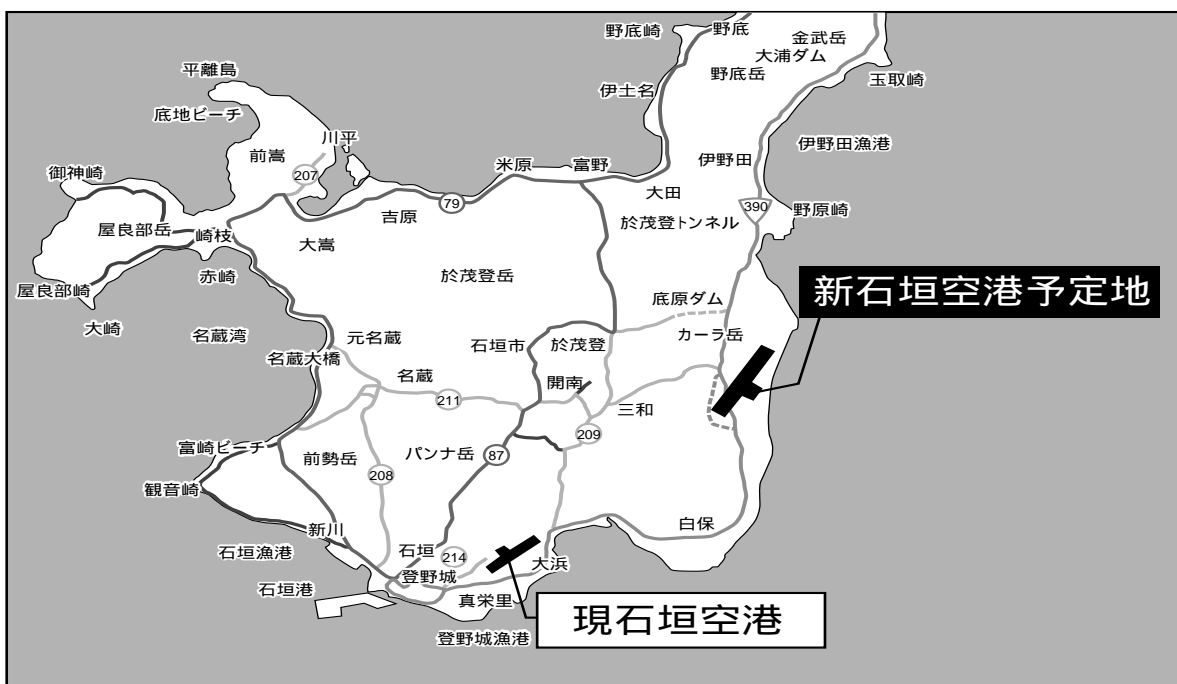 野底崎
野底
金武岳
大浦ダム
野底岳
玉取崎
平離島
伊土名
底地ビーチ
川平
伊野田漁港
前嵩
米原
富野
伊野田
御神崎
207
大田
79
390
野原崎
吉原
於茂登トンネル
屋良部岳
崎枝
大嵩
赤崎
於茂登岳
新石垣空港予定地
屋良部崎
底原ダム
大崎
名蔵湾
元名蔵
カーラ岳
名蔵大橋
石垣市
於茂登
名蔵
開南
211
三和
209
富崎ビーチ
前勢岳
バンナ岳
87
208
観音崎
新川
白保
石垣漁港
石垣
214
大浜
登野城
石垣港
真栄里
現石垣空港
登野城漁港